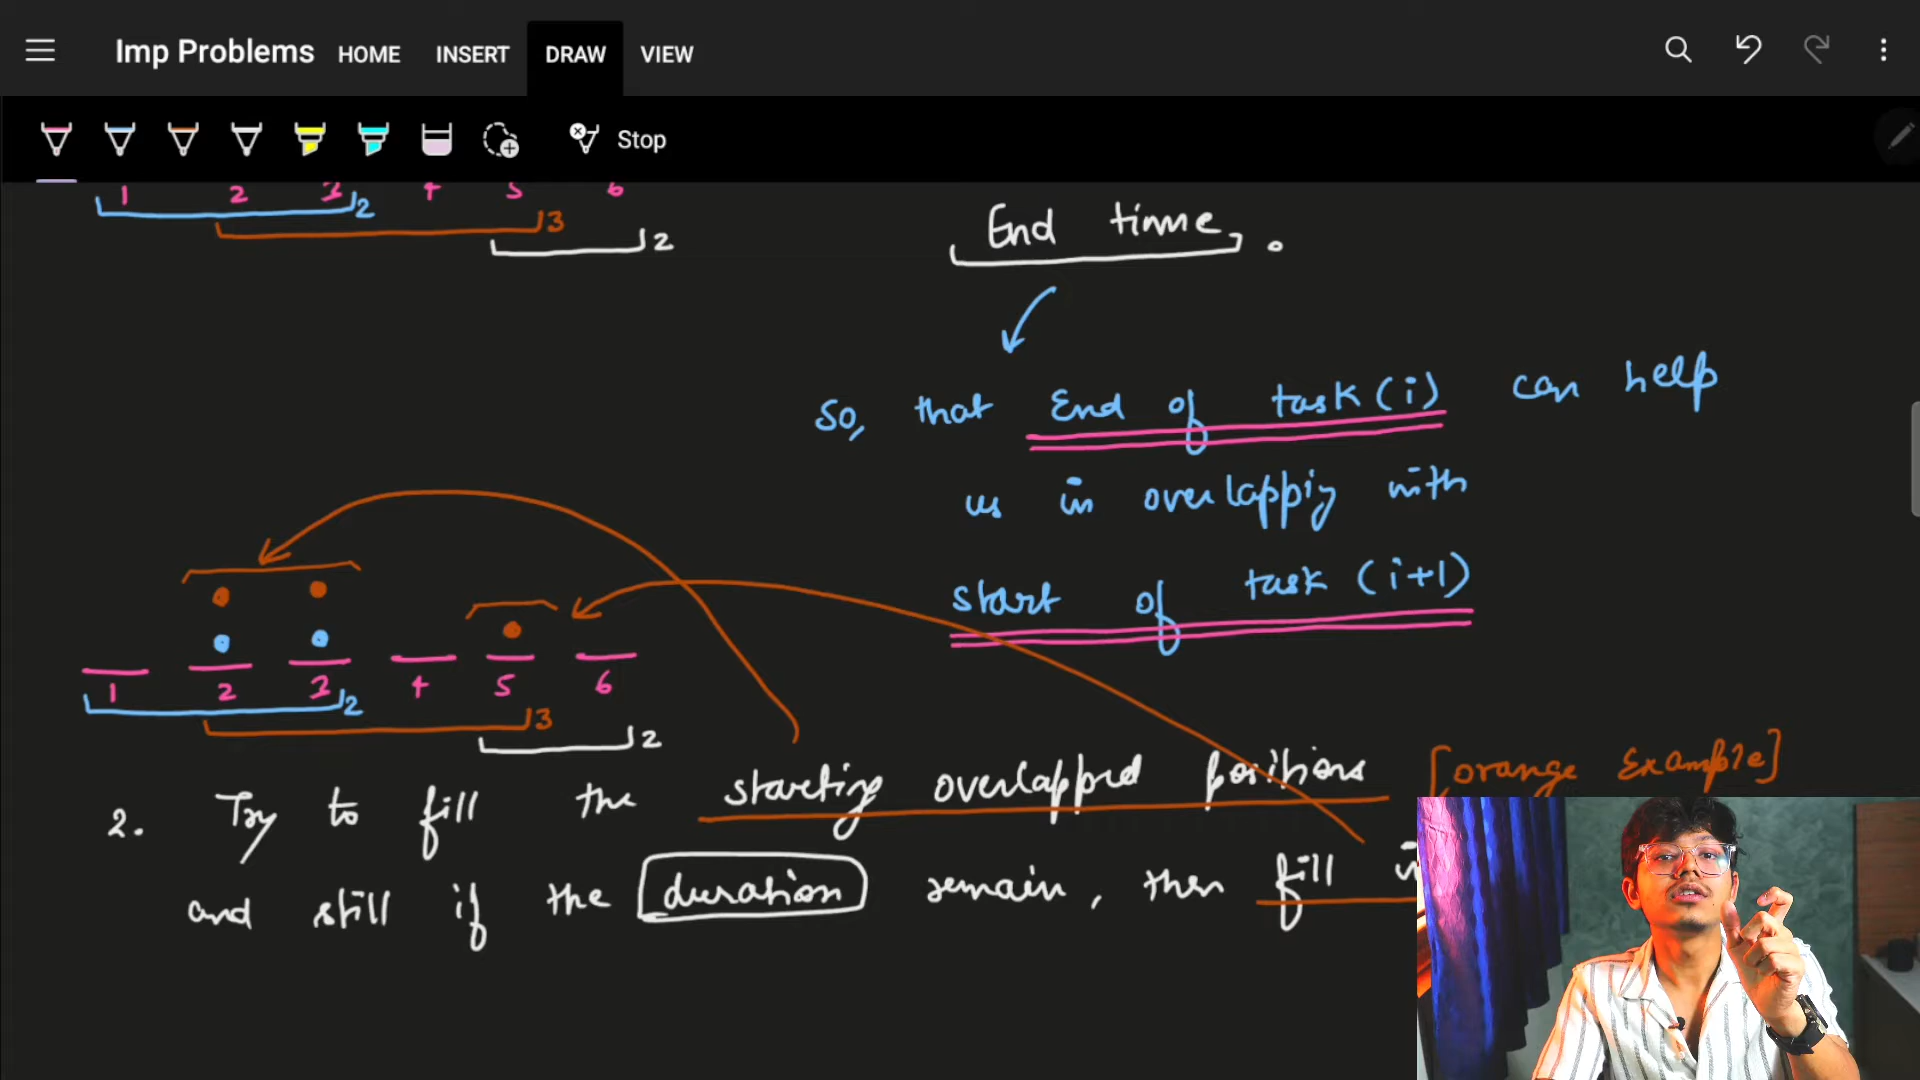 Imp Problems HOME INSERT DRAW VIEW
Stop
1 2 3 4 5 6
2 3 2
End time.
So, that End of task(i) can help
us in overlappig with
start of task (i+1)
1 2 3 4 5 6
2 3 2
2. Try to fill the starting overlapped positions [orange Example]
and still if the duration remain, then fill